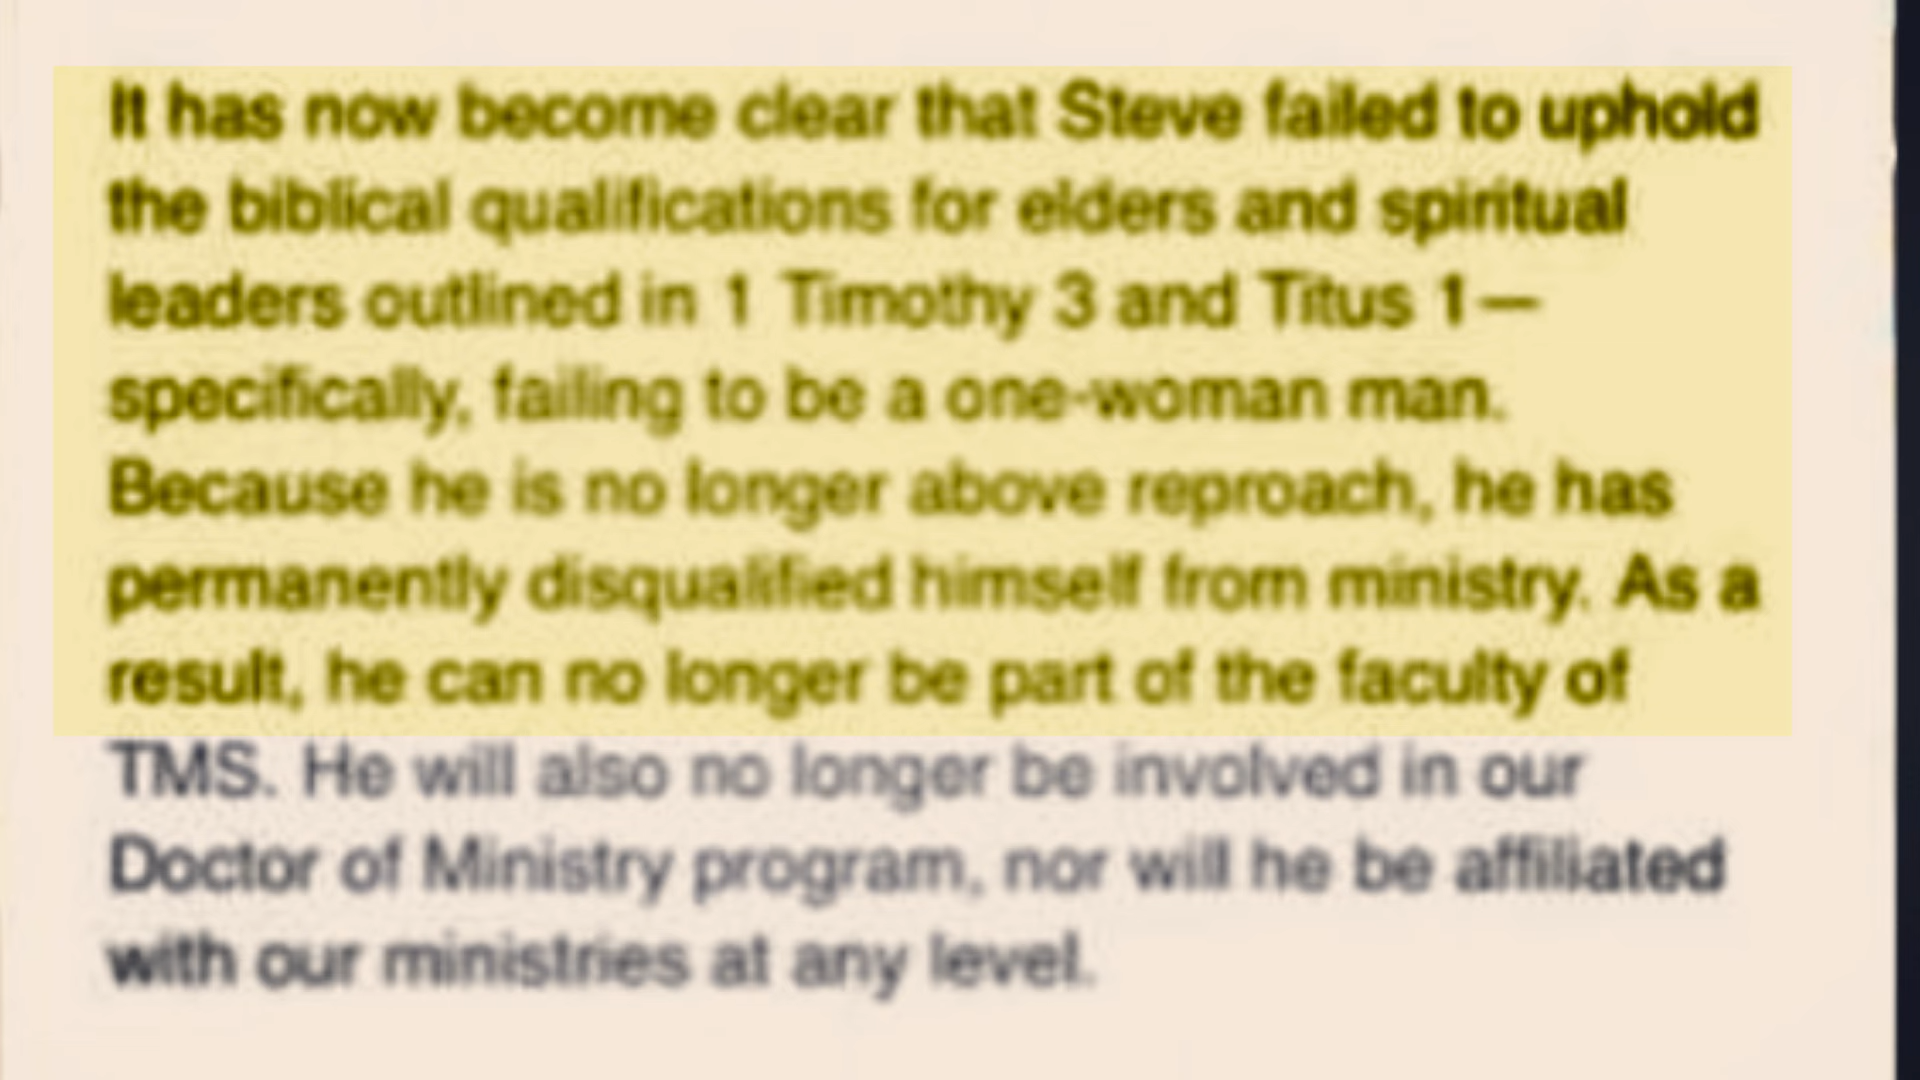 It has now become clear that Steve failed to uphold
the biblical qualifications for elders and spiritual
leaders outlined in 1 Timothy 3 and Titus 1—
specifically, failing to be a one-woman man.
Because he is no longer above reproach, he has
permanently disqualified himself from ministry. As a
result, he can no longer be part of the faculty of
TMS. He will also no longer be involved in our
Doctor of Ministry program, nor will he be affiliated
with our ministries at any level.